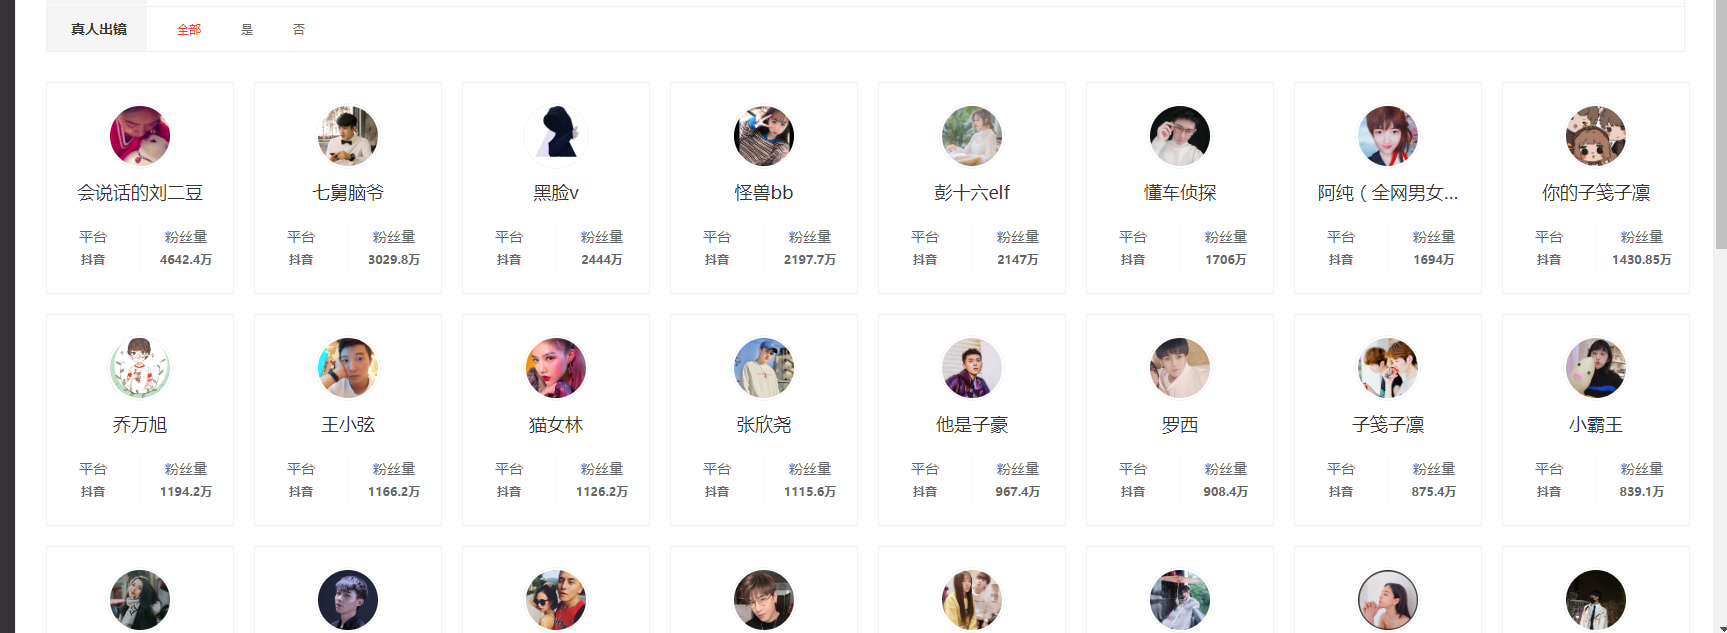 真人出镜 全部 是 否
会说话的刘二豆 七舅脑爷 黑脸v 怪兽bb 彭十六elf 懂车侦探 阿纯（全网男女... 你的子笺子凛
平台 粉丝量 平台 粉丝量 平台 粉丝量 平台 粉丝量 平台 粉丝量 平台 粉丝量 平台 粉丝量 平台 粉丝量
抖音 4642.4万 抖音 3029.8万 抖音 2444万 抖音 2197.7万 抖音 2147万 抖音 1706万 抖音 1694万 抖音 1430.85万
乔万旭 王小弦 猫女林 张欣尧 他是子豪 罗西 子笺子凛 小霸王
平台 粉丝量 平台 粉丝量 平台 粉丝量 平台 粉丝量 平台 粉丝量 平台 粉丝量 平台 粉丝量 平台 粉丝量
抖音 1194.2万 抖音 1166.2万 抖音 1126.2万 抖音 1115.6万 抖音 967.4万 抖音 908.4万 抖音 875.4万 抖音 839.1万